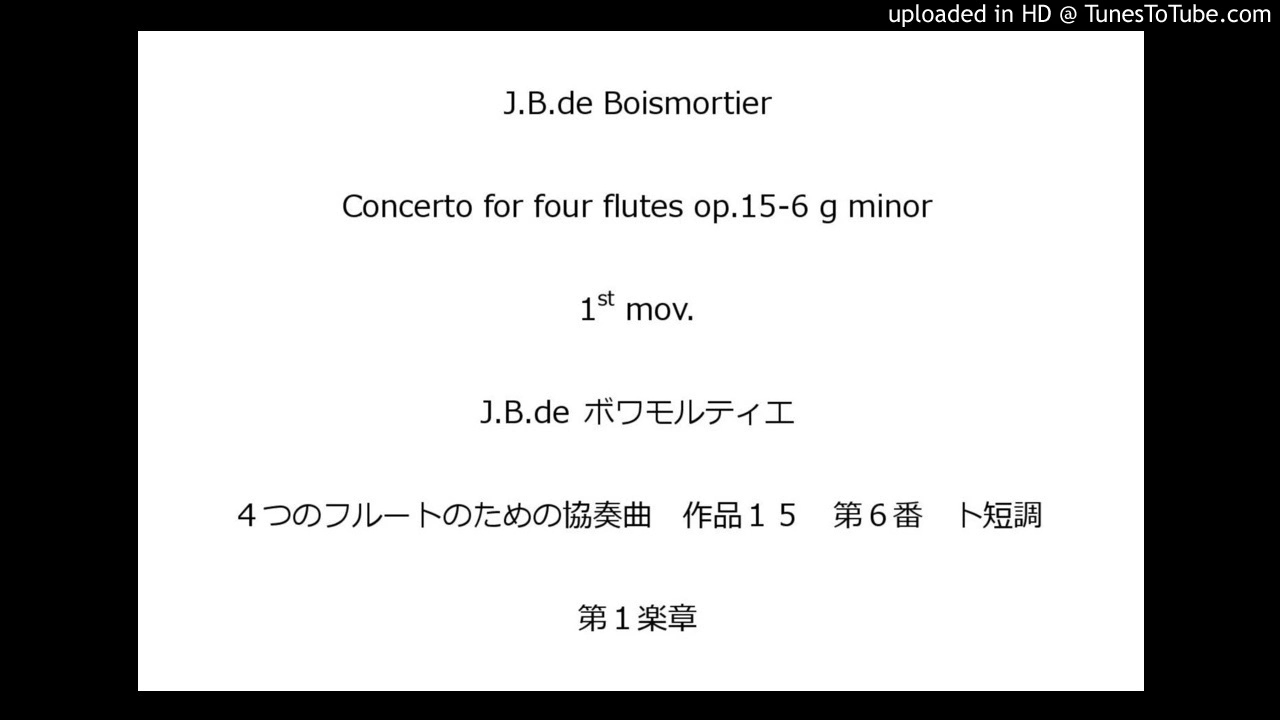 uploaded in HD @ TunesToTube.com
J.B.de Boismortier
Concerto for four flutes op.15-6 g minor
1st mov.
J.B.de ボワモルティエ
４つのフルートのための協奏曲　作品１５　第６番　ト短調
第１楽章